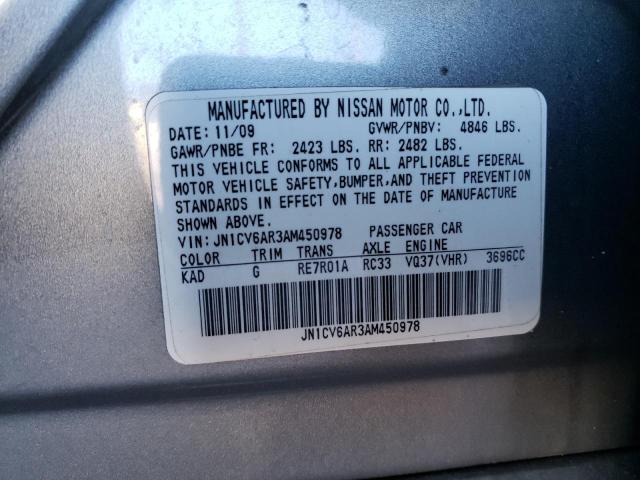 MANUFACTURED BY NISSAN MOTOR CO.,LTD.
DATE: 11/09 GVWR/PNBV: 4846 LBS.
GAWR/PNBE FR: 2423 LBS. RR: 2482 LBS.
THIS VEHICLE CONFORMS TO ALL APPLICABLE FEDERAL
MOTOR VEHICLE SAFETY,BUMPER,AND THEFT PREVENTION
STANDARDS IN EFFECT ON THE DATE OF MANUFACTURE
SHOWN ABOVE.
VIN: JN1CV6AR3AM450978 PASSENGER CAR
COLOR TRIM TRANS AXLE ENGINE
KAD G RE7R01A RC33 VQ37(VHR) 3696CC
JN1CV6AR3AM450978